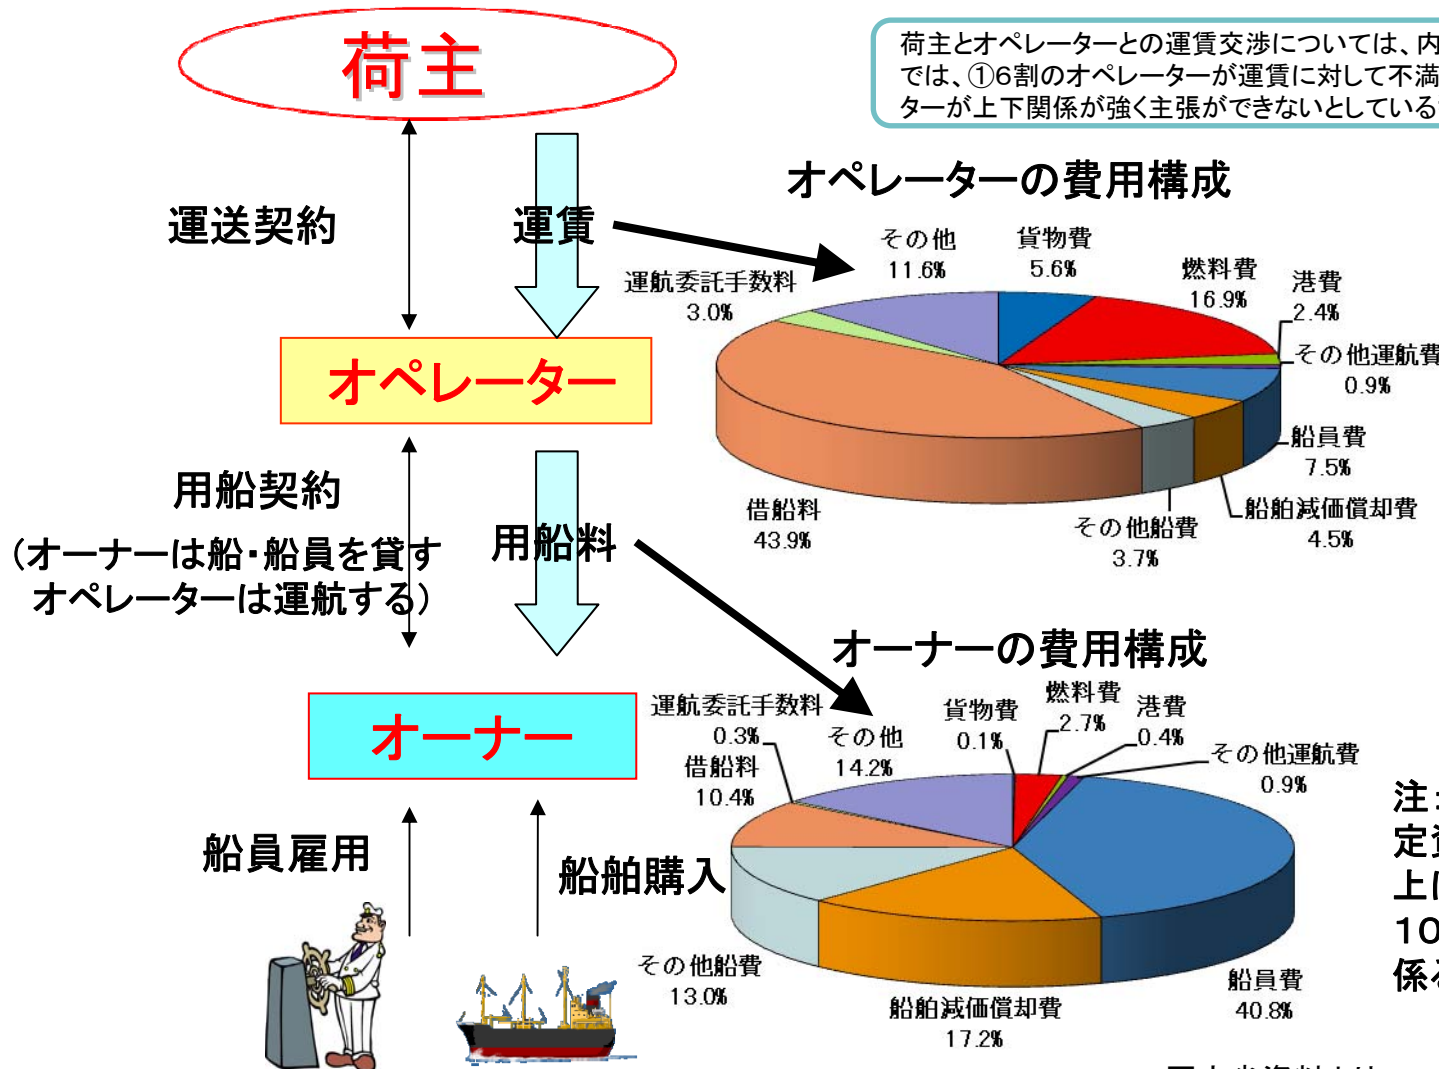 荷主
荷主とオペレーターとの運賃交渉については、内
では、①6割のオペレーターが運賃に対して不満
ターが上下関係が強く主張ができないとしている
運送契約
運賃
オペレーターの費用構成
その他
11.6%
貨物費
5.6%
燃料費
16.9%
港費
2.4%
その他運航費
0.9%
船員費
7.5%
船舶減価償却費
4.5%
その他船費
3.7%
借船料
43.9%
運航委託手数料
3.0%
オペレーター
用船契約
(オーナーは船・船員を貸す
オペレーターは運航する)
用船料
オーナーの費用構成
運航委託手数料
0.3%
借船料
10.4%
その他
14.2%
貨物費
0.1%
燃料費
2.7%
港費
0.4%
その他運航費
0.9%
船員費
40.8%
船舶減価償却費
17.2%
その他船費
13.0%
オーナー
船員雇用
船舶購入
注:
定資
上に
10
係る